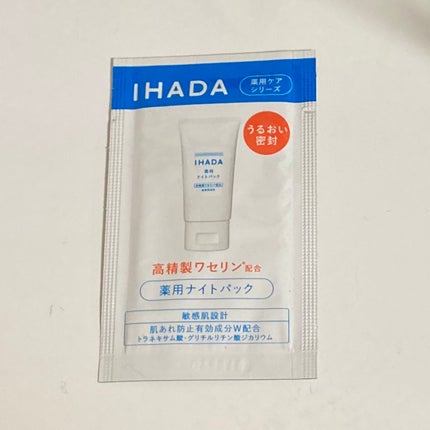 IHADA
薬用ケア
シリーズ
うるおい
密封
IHADA
薬用
ナイトパック
高精製ワセリン*配合
薬用ナイトパック
敏感肌設計
肌あれ防止有効成分W配合
トラネキサム酸・グリチルリチン酸ジカリウム